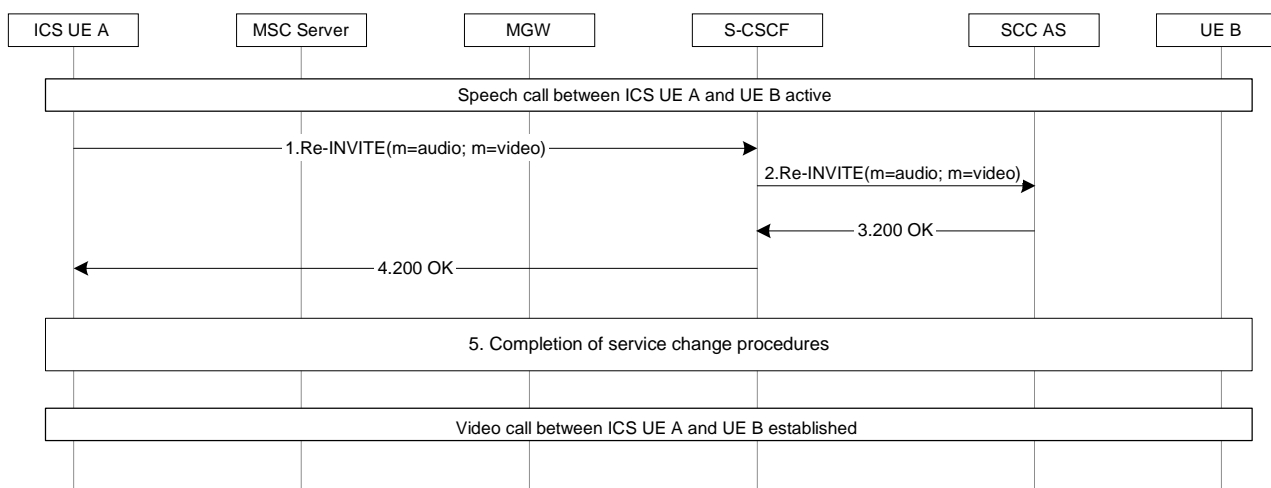 ICS UE A
MSC Server
MGW
S-CSCF
SCC AS
UE B
Speech call between ICS UE A and UE B active
1.Re-INVITE(m=audio; m=video)
2.Re-INVITE(m=audio; m=video)
3.200 OK
4.200 OK
5. Completion of service change procedures
Video call between ICS UE A and UE B established